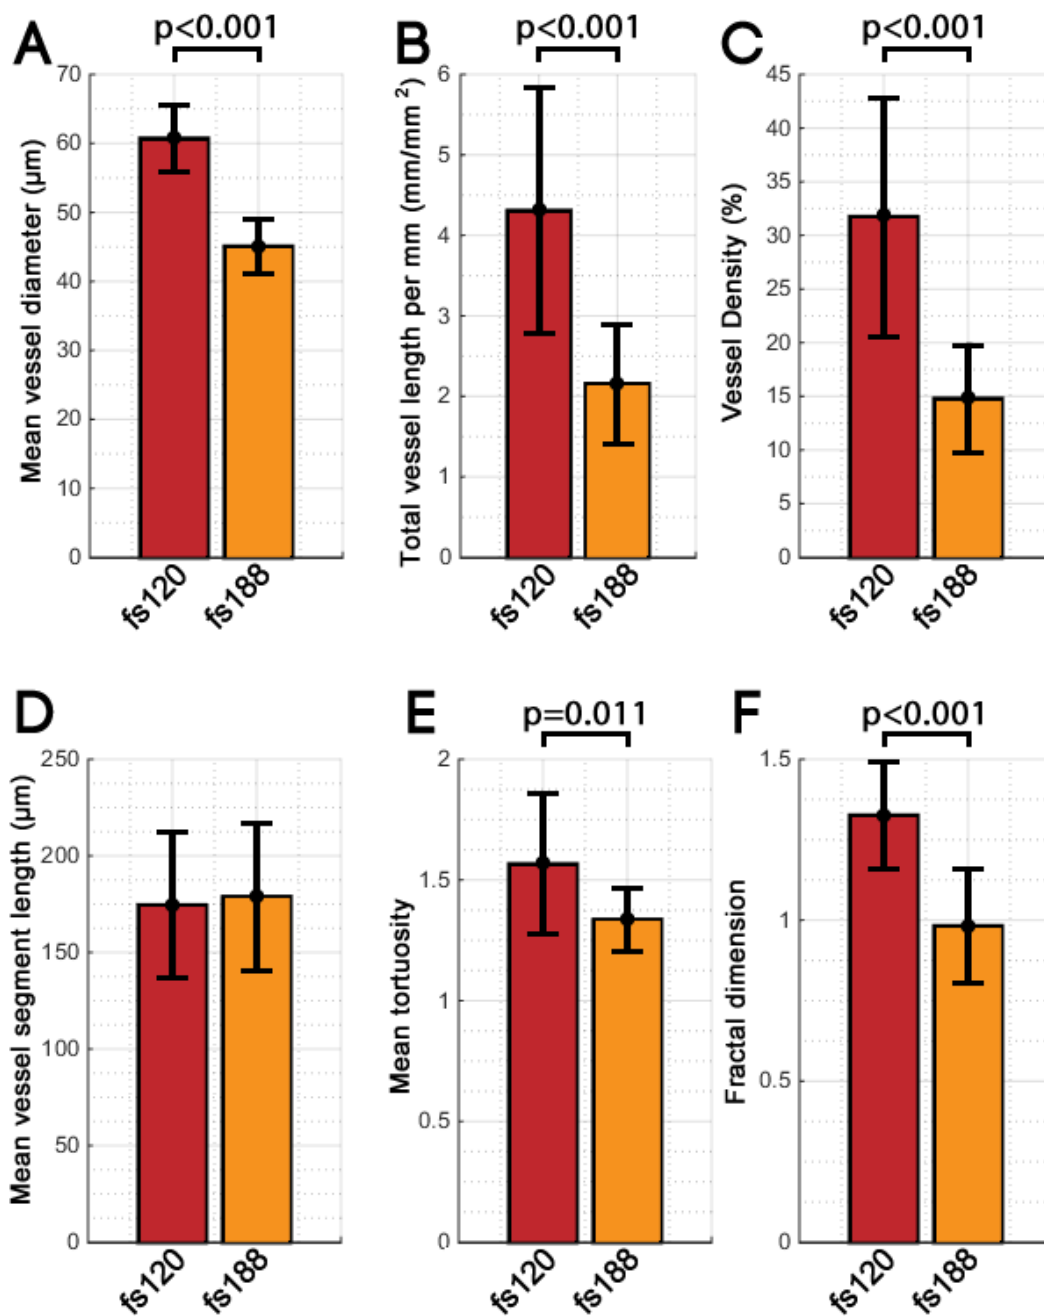 A
p<0.001
Mean vessel diameter (µm)
70
60
50
40
30
20
10
0
fs120
fs188
B
p<0.001
Total vessel length per mm (mm/mm²)
6
5
4
3
2
1
0
fs120
fs188
C
p<0.001
Vessel Density (%)
45
40
35
30
25
20
15
10
5
0
fs120
fs188
D
Mean vessel segment length (µm)
250
200
150
100
50
0
fs120
fs188
E
p=0.011
Mean tortuosity
2
1.5
1
0.5
0
fs120
fs188
F
p<0.001
Fractal dimension
1.5
1
0.5
0
fs120
fs188